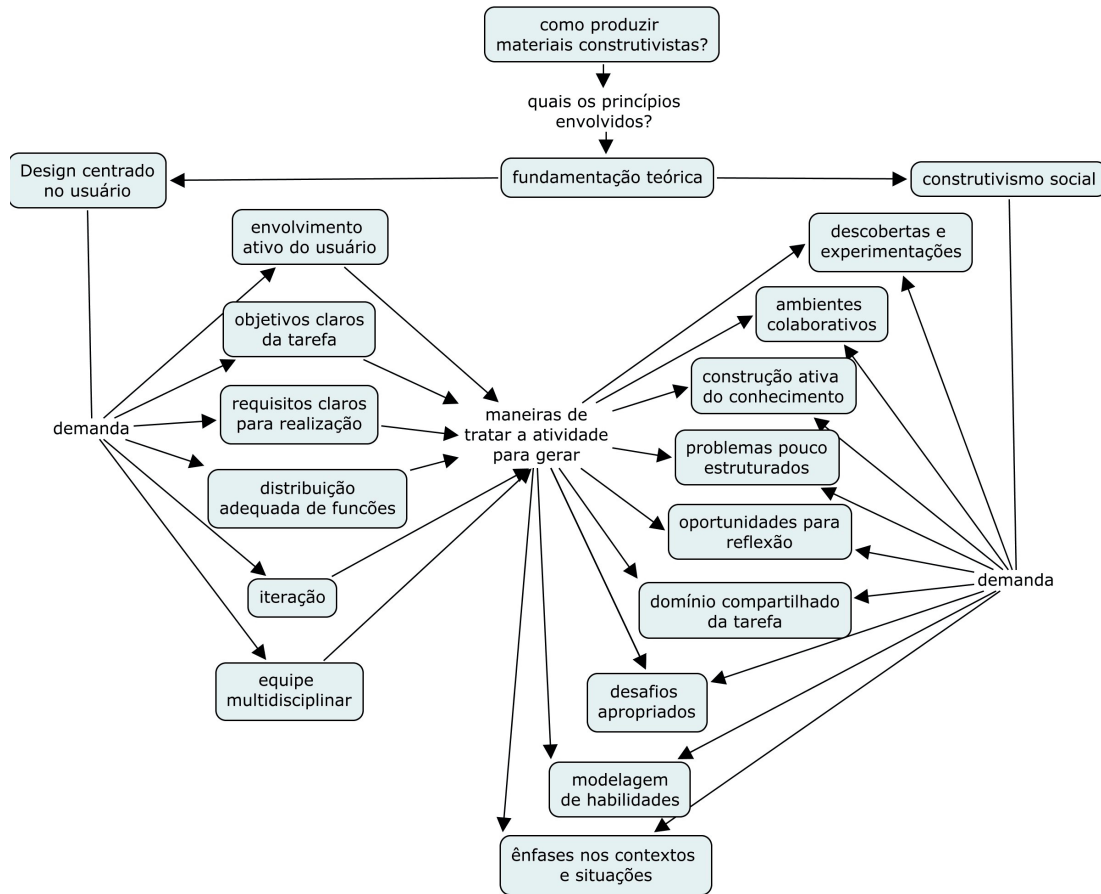 como produzir
materiais construtivistas?
quais os princípios
envolvidos?
Design centrado
no usuário
fundamentação teórica
construtivismo social
envolvimento
ativo do usuário
descobertas e
experimentações
objetivos claros
da tarefa
ambientes
colaborativos
requisitos claros
para realização
construção ativa
do conhecimento
demanda
maneiras de
tratar a atividade
para gerar
problemas pouco
estruturados
distribuição
adequada de funcões
oportunidades para
reflexão
iteração
domínio compartilhado
da tarefa
demanda
equipe
multidisciplinar
desafios
apropriados
modelagem
de habilidades
ênfases nos contextos
e situações